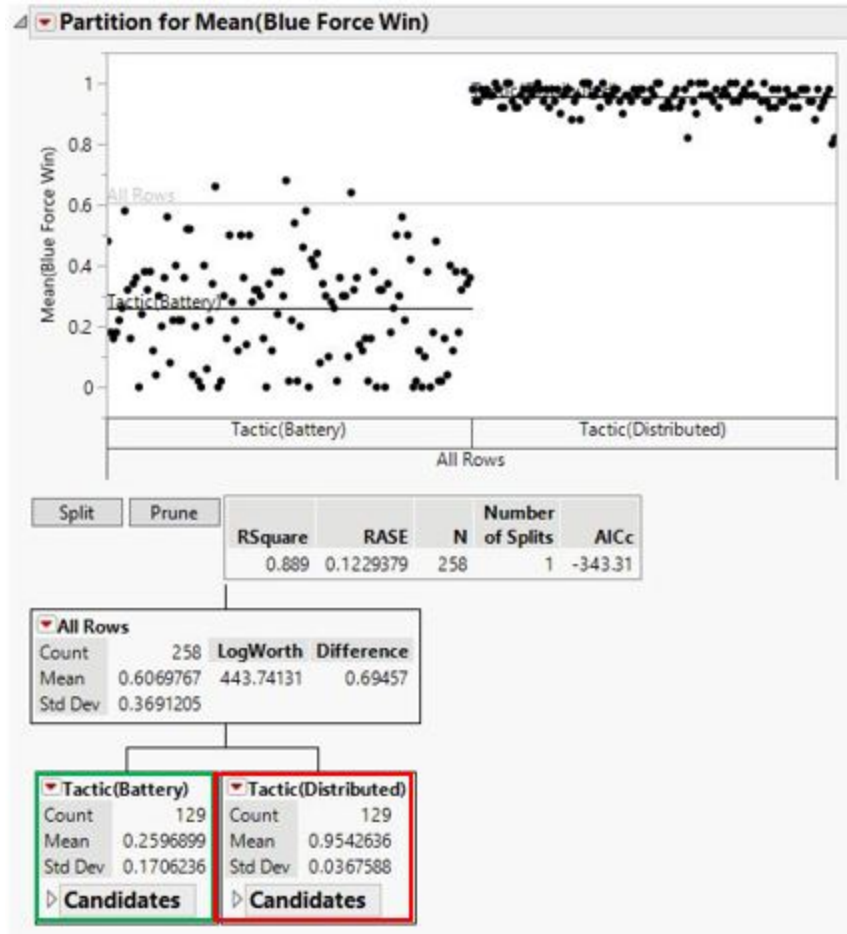 Partition for Mean(Blue Force Win)
1
0.8
0.6
0.4
0.2
0
Mean(Blue Force Win)
All Rows
Tactic(Battery)
Tactic(Battery) Tactic(Distributed)
All Rows
Split Prune
RSquare RASE N Number of Splits AICc
0.889 0.1229379 258 1 -343.31
All Rows
Count 258 LogWorth Difference
Mean 0.6069767 443.74131 0.69457
Std Dev 0.3691205
Tactic(Battery) Tactic(Distributed)
Count 129 Count 129
Mean 0.2596899 Mean 0.9542636
Std Dev 0.1706236 Std Dev 0.0367588
Candidates Candidates